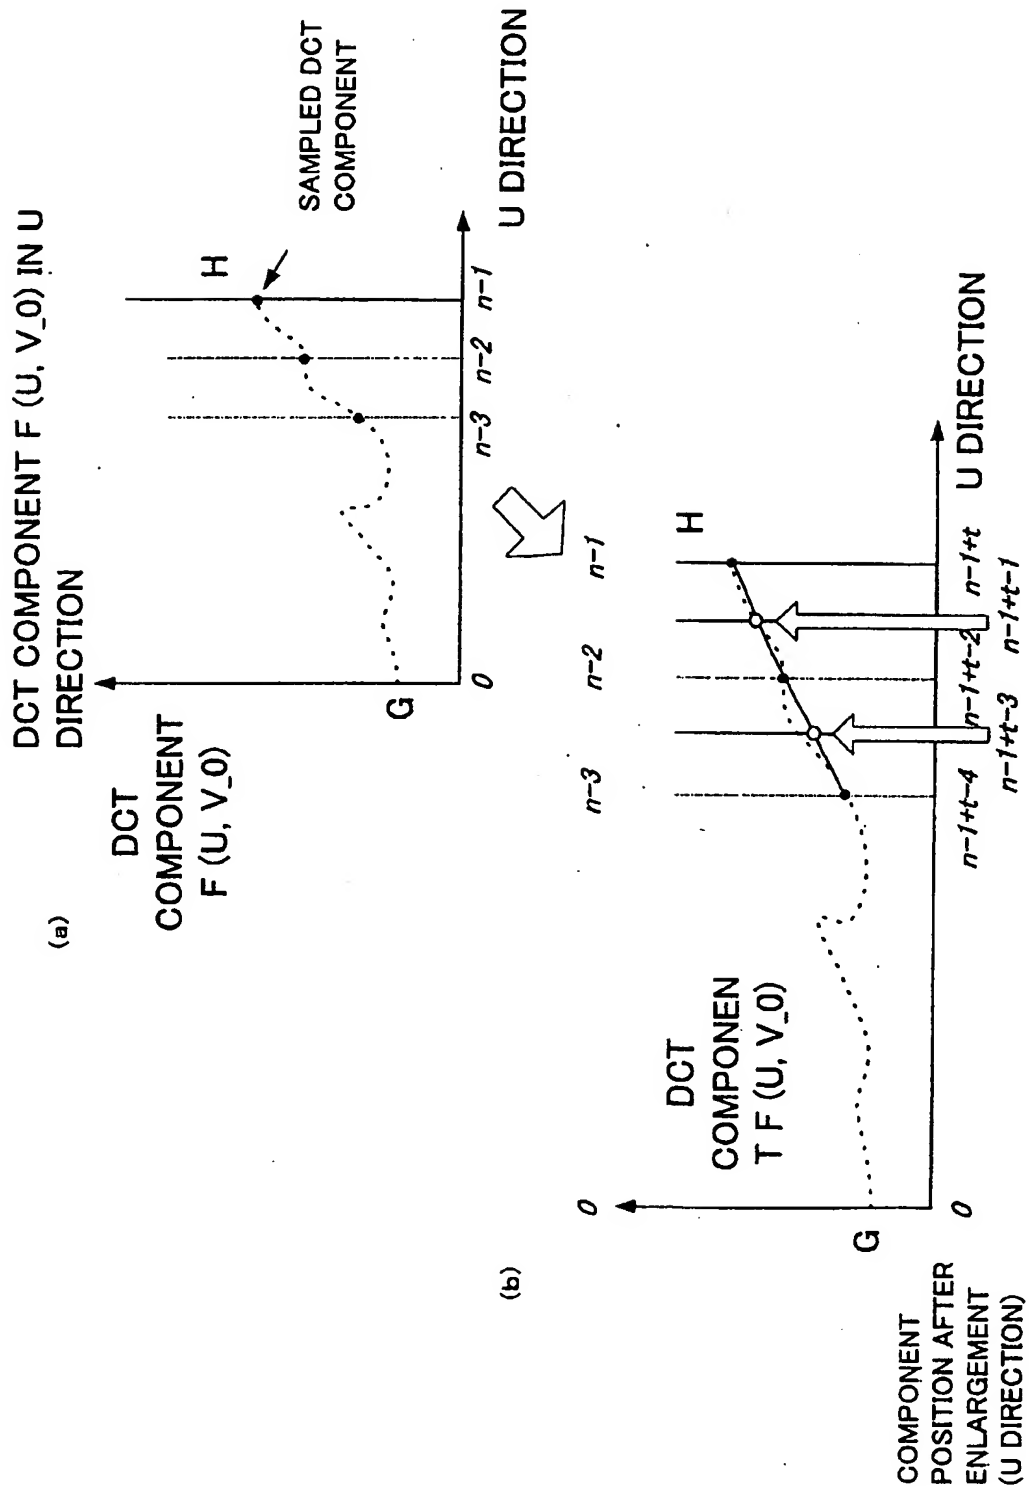 DCT COMPONENT F (U, V_0) IN U
DIRECTION
(a)
DCT
COMPONENT
F (U, V_0)
H
SAMPLED DCT
COMPONENT
G
0
n-3
n-2
n-1
U DIRECTION
(b)
0
n-3
n-2
n-1
DCT
COMPONEN
T F (U, V_0)
H
G
U DIRECTION
COMPONENT
POSITION AFTER
ENLARGEMENT
(U DIRECTION)
0
n-1+t-4
n-1+t-3
n-1+t-2
n-1+t-1
n-1+t